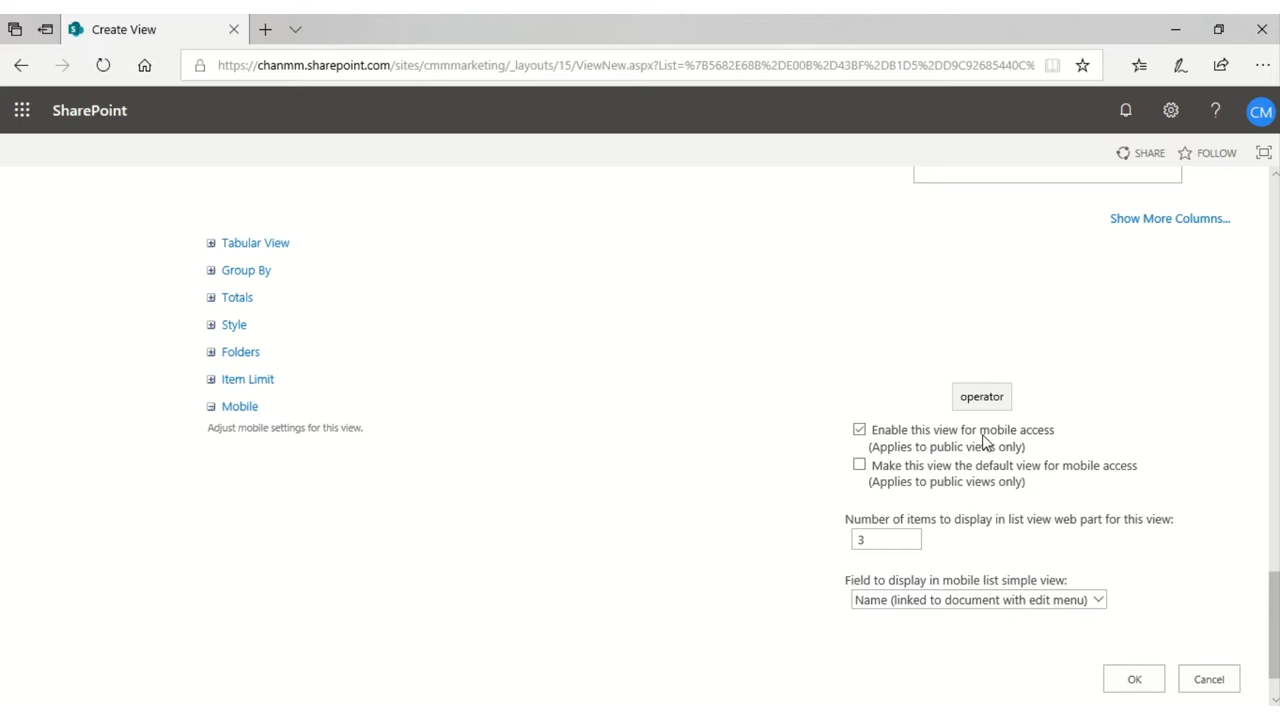 Create View
https://chanmm.sharepoint.com/sites/cmmmarketing/_layouts/15/ViewNew.aspx?List=%7B5682E68B%2DE00B%2D43BF%2DB1D5%2DD9C92685440C%
SharePoint
CM
SHARE
FOLLOW
Show More Columns...
Tabular View
Group By
Totals
Style
Folders
Item Limit
Mobile
Adjust mobile settings for this view.
operator
Enable this view for mobile access
(Applies to public views only)
Make this view the default view for mobile access
(Applies to public views only)
Number of items to display in list view web part for this view:
3
Field to display in mobile list simple view:
Name (linked to document with edit menu)
OK
Cancel